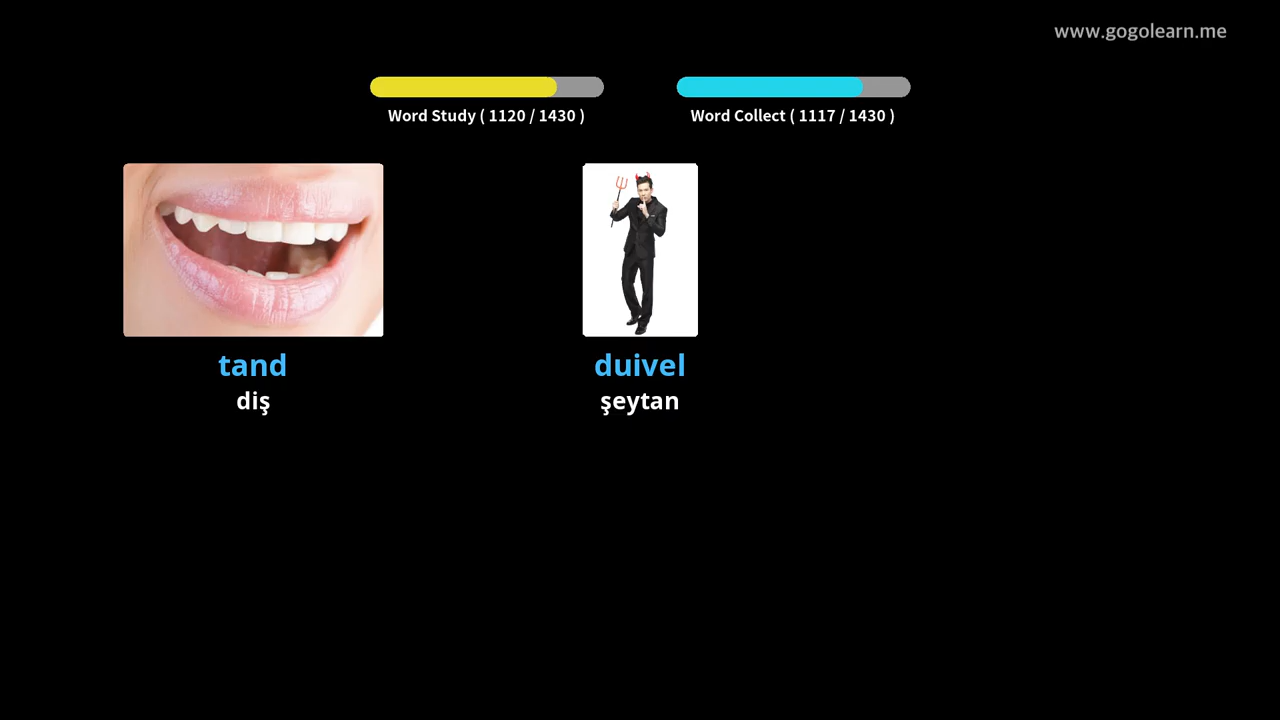 www.gogolearn.me
Word Study ( 1120 / 1430 )
Word Collect ( 1117 / 1430 )
tand
diş
duivel
şeytan